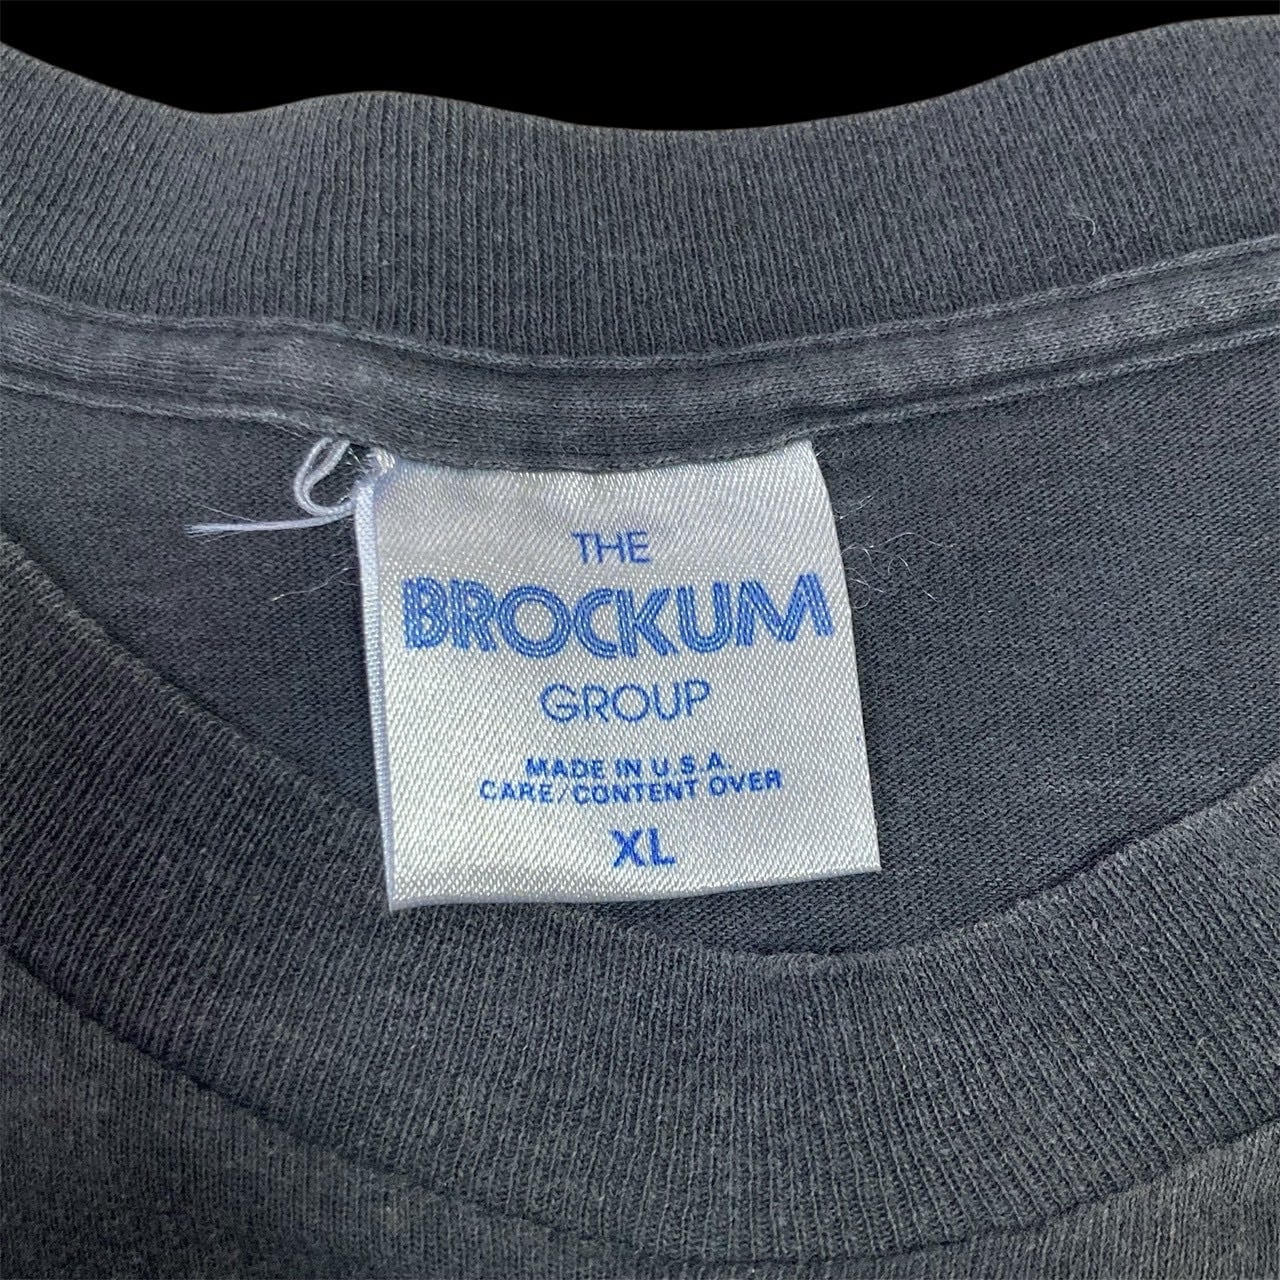 THE
BROCKUM
GROUP
MADE IN U.S.A.
CARE/CONTENT OVER
XL